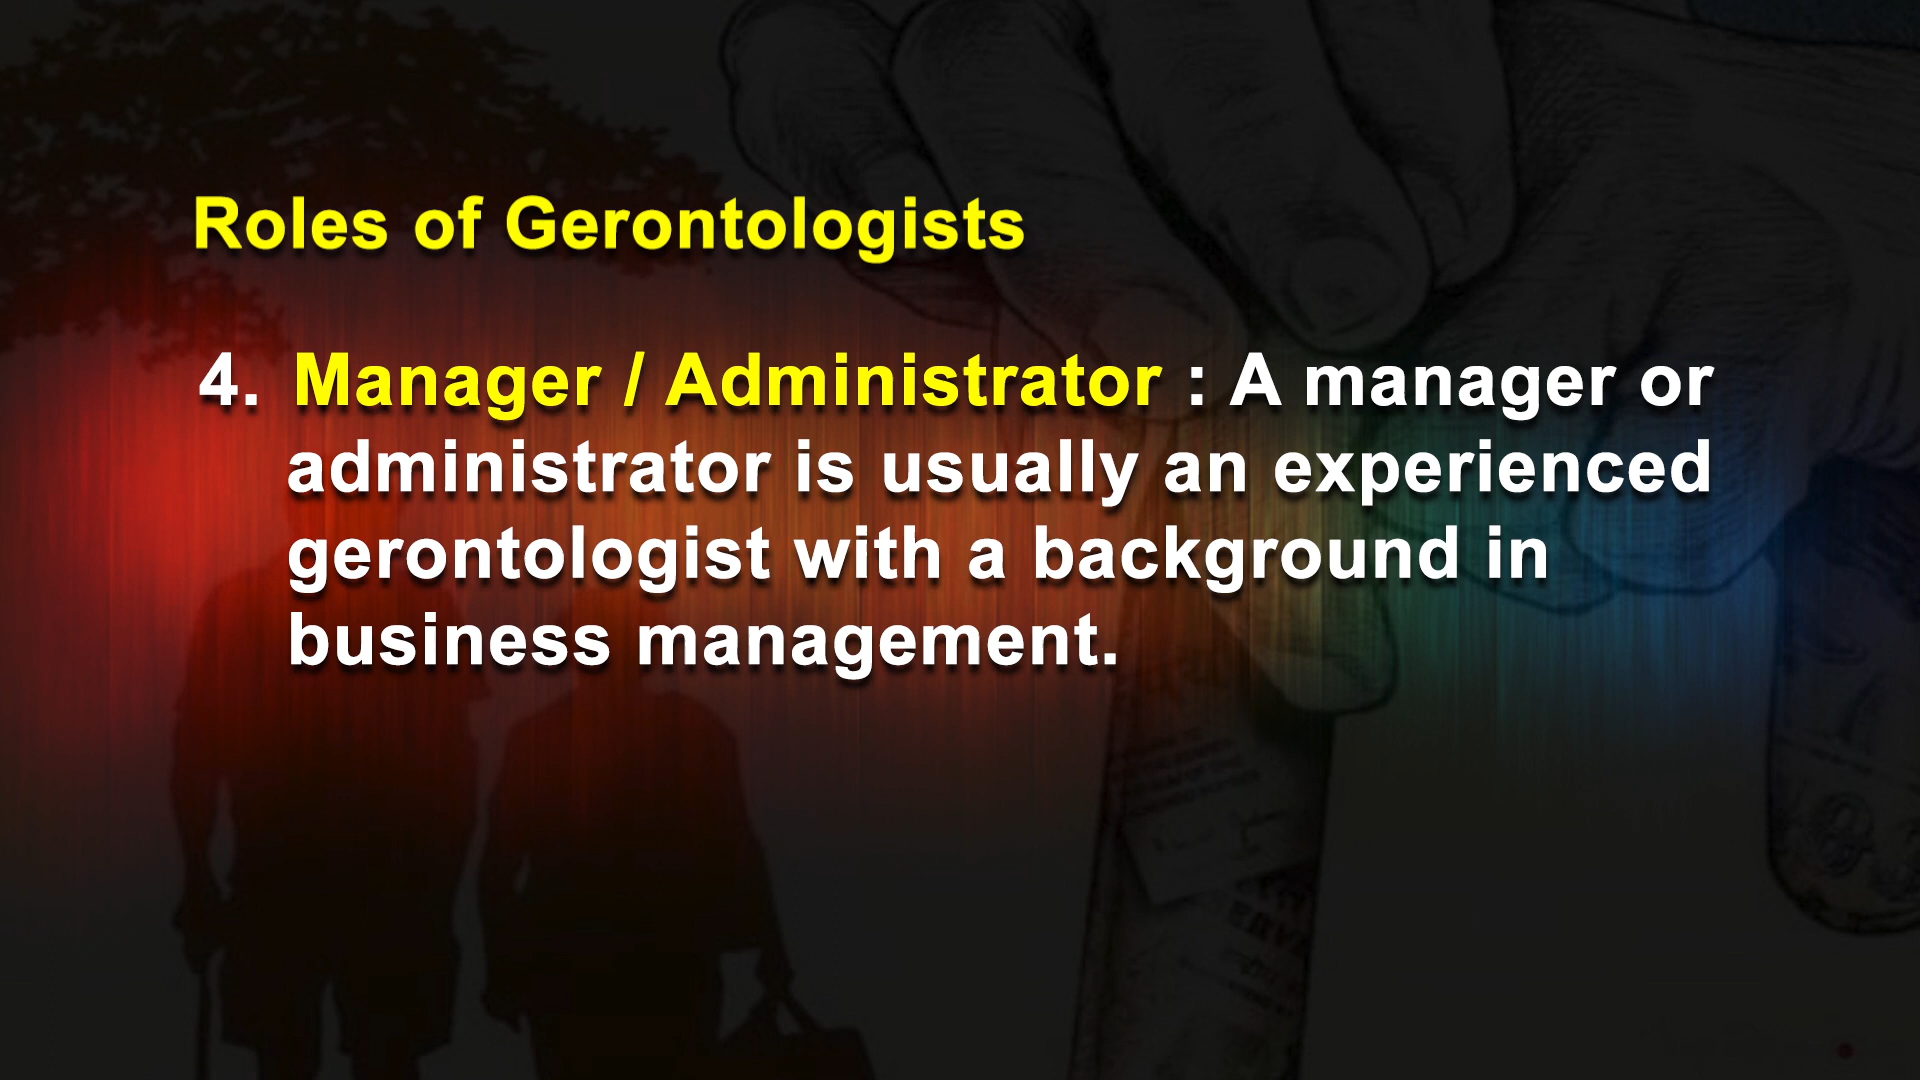 Roles of Gerontologists
4. Manager / Administrator : A manager or
administrator is usually an experienced
gerontologist with a background in
business management.